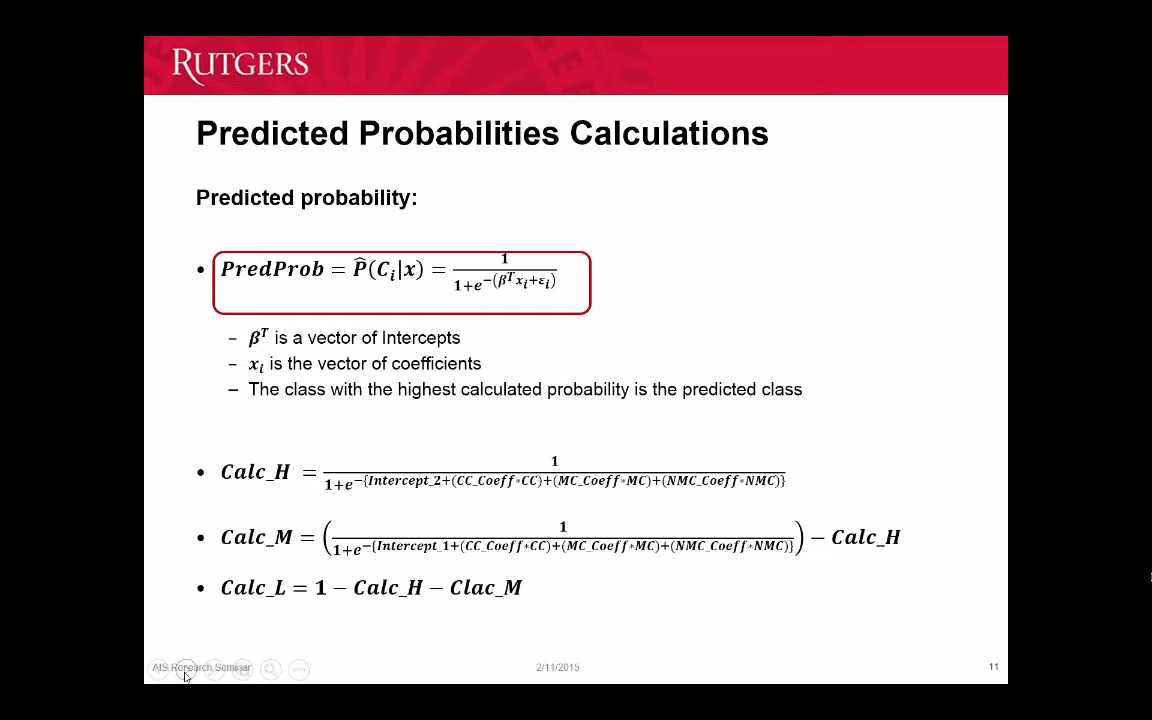 RUTGERS
Predicted Probabilities Calculations
Predicted probability:
• PredProb = P̂(Cᵢ|x) = 1 / (1+e^−(βᵀxᵢ+εᵢ))
– βᵀ is a vector of Intercepts
– xᵢ is the vector of coefficients
– The class with the highest calculated probability is the predicted class
• Calc_H = 1 / (1+e^−{Intercept_2+(CC_Coeff*CC)+(MC_Coeff*MC)+(NMC_Coeff*NMC)})
• Calc_M = (1 / (1+e^−{Intercept_1+(CC_Coeff*CC)+(MC_Coeff*MC)+(NMC_Coeff*NMC)})) − Calc_H
• Calc_L = 1 − Calc_H − Clac_M
AIS Research Seminar 2/11/2015 11